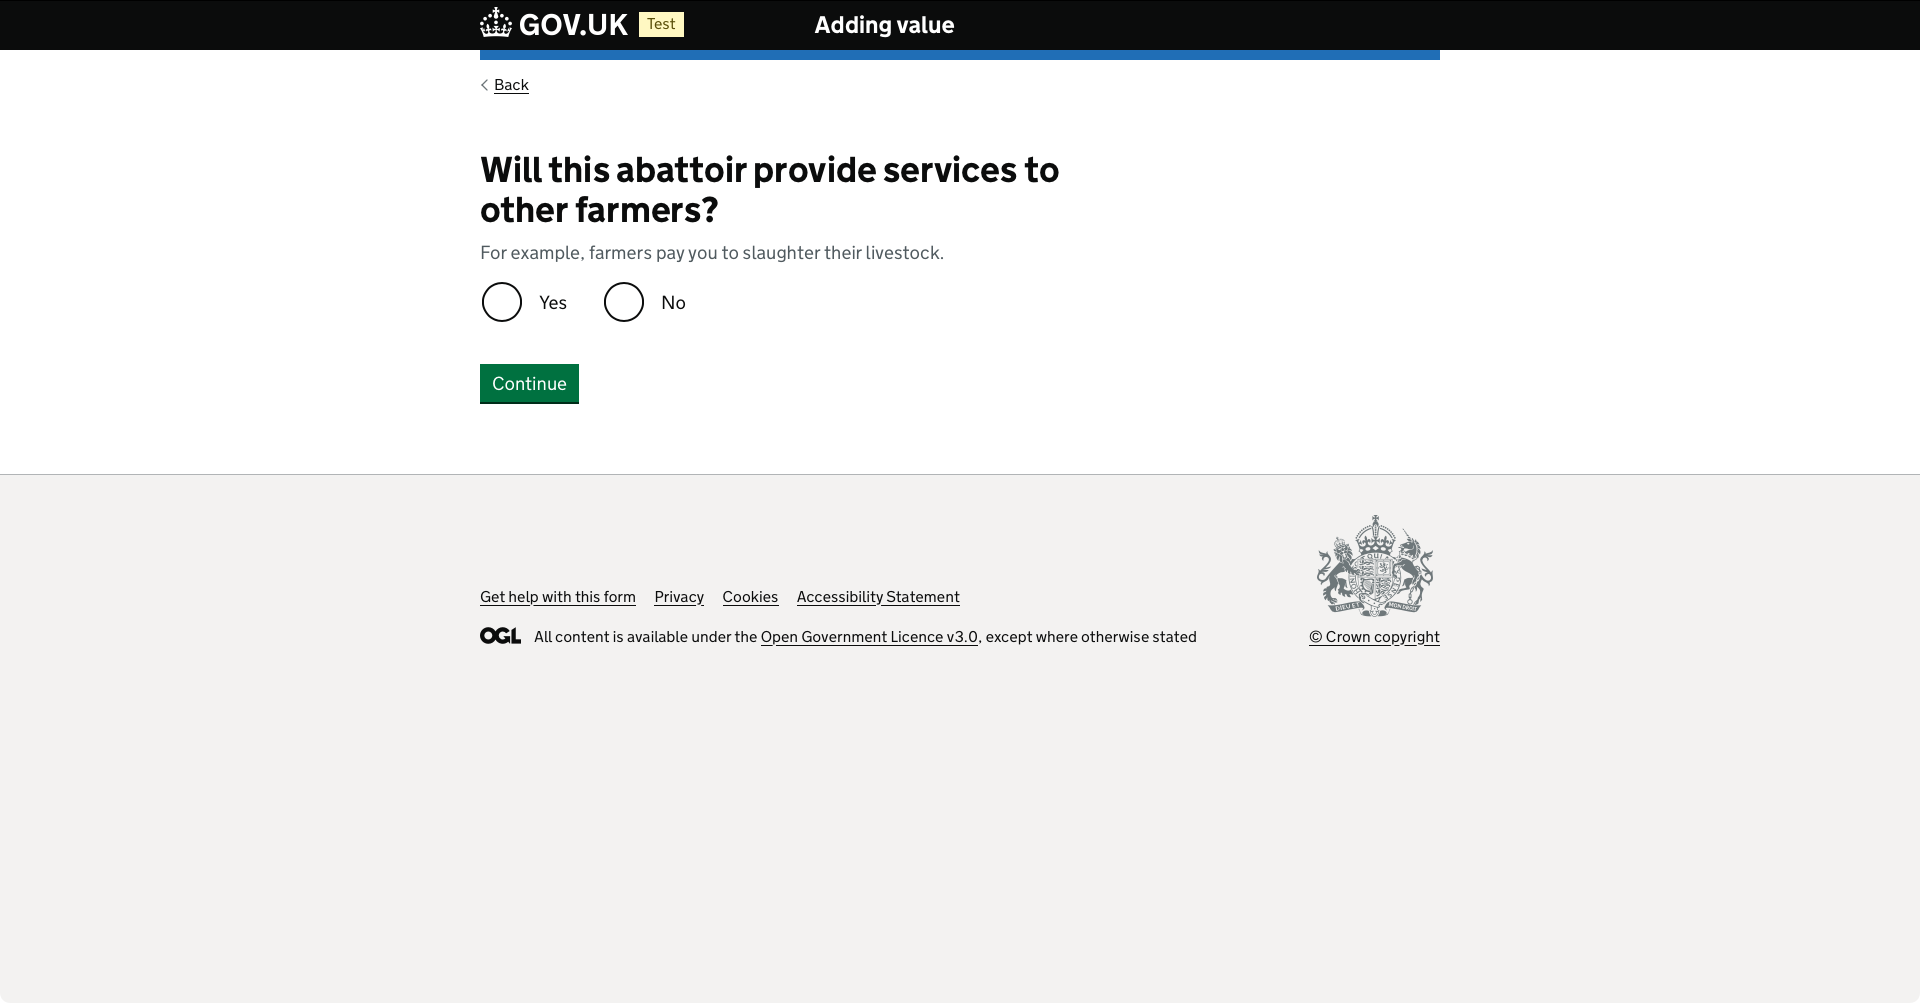 GOV.UK Test Adding value
Back
Will this abattoir provide services to
other farmers?
For example, farmers pay you to slaughter their livestock.
Yes No
Continue
Get help with this form Privacy Cookies Accessibility Statement
OGL All content is available under the Open Government Licence v3.0, except where otherwise stated
© Crown copyright